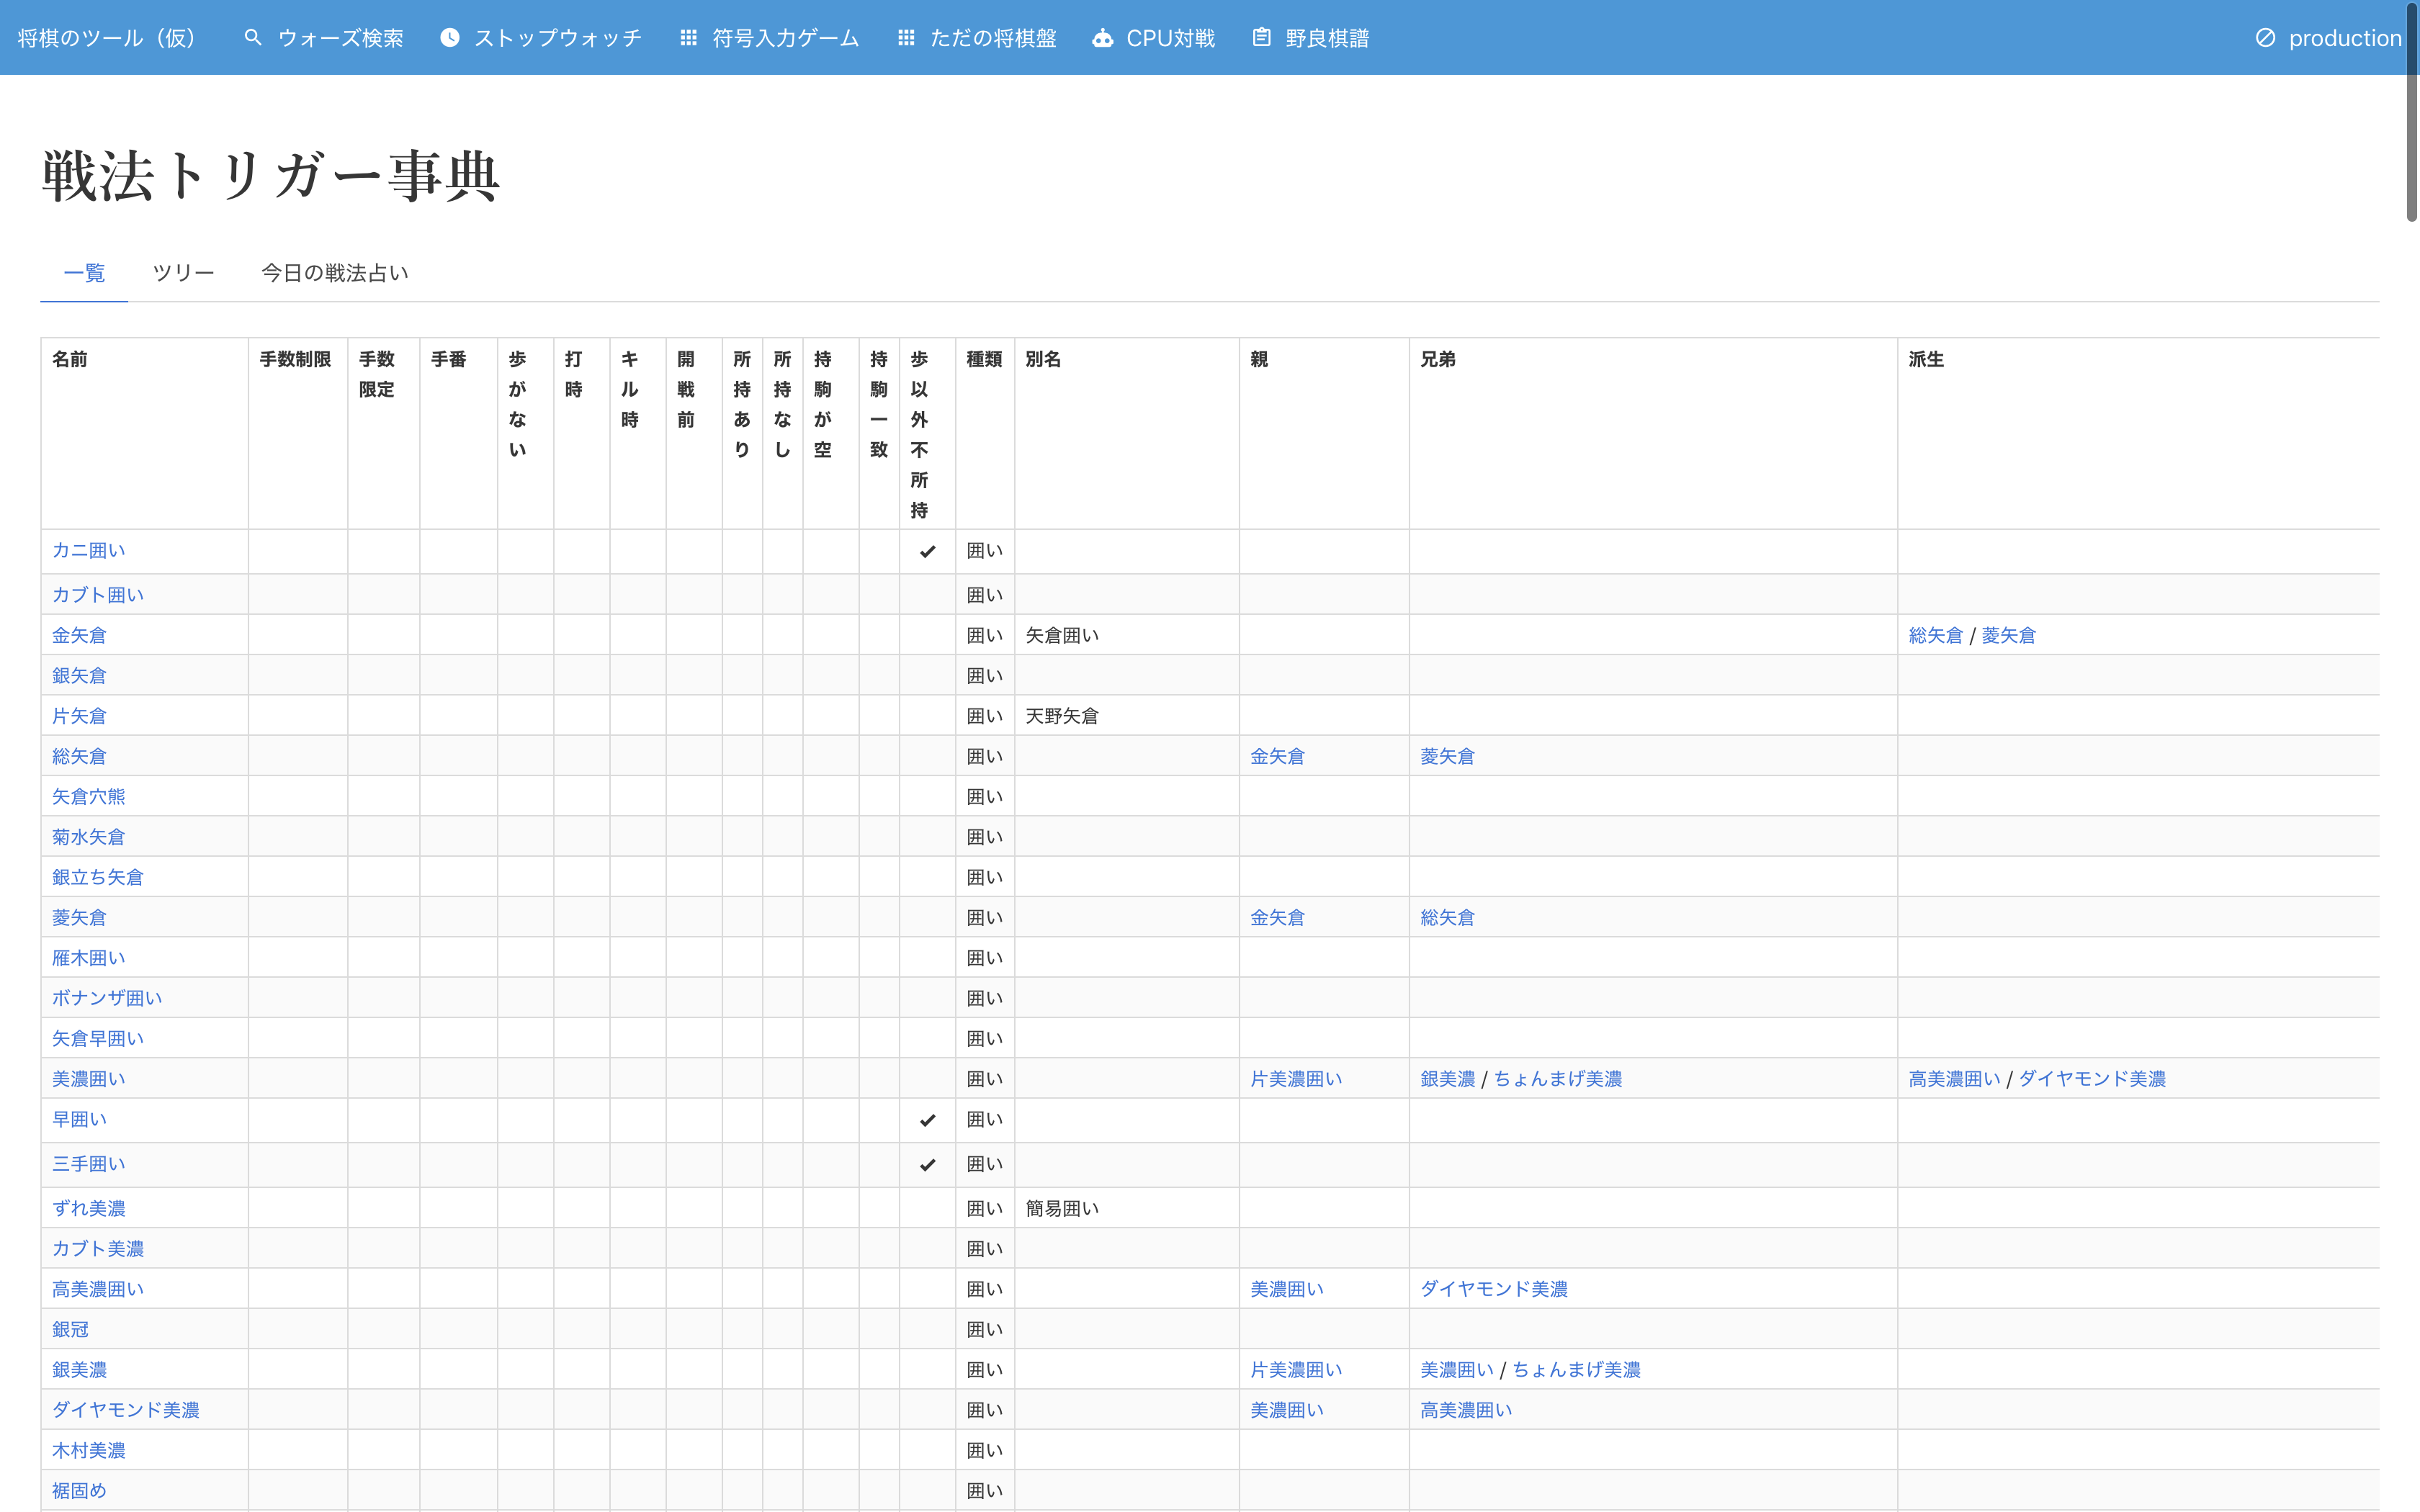 将棋のツール（仮） ウォーズ検索 ストップウォッチ 符号入力ゲーム ただの将棋盤 CPU対戦 野良棋譜 production
戦法トリガー事典
一覧 ツリー 今日の戦法占い
名前 手数制限 手数限定 手番 歩がない 打時 キル時 開戦前 所持あり 所持なし 持駒が空 持駒一致 歩以外不所持 種類 別名 親 兄弟 派生
カニ囲い ✔ 囲い
カブト囲い 囲い
金矢倉 囲い 矢倉囲い 総矢倉 / 菱矢倉
銀矢倉 囲い
片矢倉 囲い 天野矢倉
総矢倉 囲い 金矢倉 菱矢倉
矢倉穴熊 囲い
菊水矢倉 囲い
銀立ち矢倉 囲い
菱矢倉 囲い 金矢倉 総矢倉
雁木囲い 囲い
ボナンザ囲い 囲い
矢倉早囲い 囲い
美濃囲い 囲い 片美濃囲い 銀美濃 / ちょんまげ美濃 高美濃囲い / ダイヤモンド美濃
早囲い ✔ 囲い
三手囲い ✔ 囲い
ずれ美濃 囲い 簡易囲い
カブト美濃 囲い
高美濃囲い 囲い 美濃囲い ダイヤモンド美濃
銀冠 囲い
銀美濃 囲い 片美濃囲い 美濃囲い / ちょんまげ美濃
ダイヤモンド美濃 囲い 美濃囲い 高美濃囲い
木村美濃 囲い
裾固め 囲い